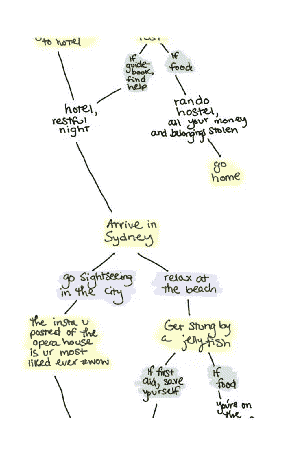 to hotel
if
guide-
book,
find
help
if
food
hotel,
restful
night
rando
hostel,
all your money
and belongings stolen
go
home
Arrive in
Sydney
go Sightseeing
in the city
relax at
the beach
the insta u
posted of the
opera house
is ur most
liked ever #wow
Get stung by
a jellyfish
if first
aid, save
yourself
if
food
you're on
the